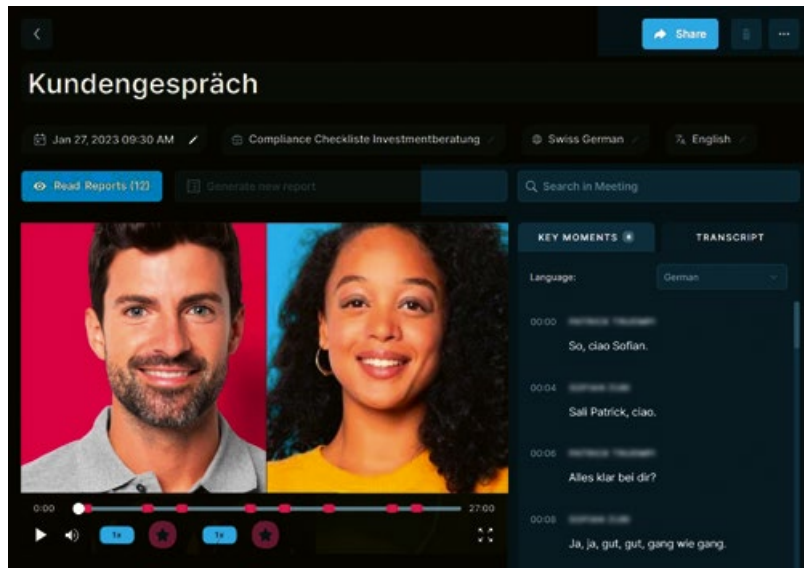 Share
Kundengespräch
Jan 27, 2023 09:30 AM
Compliance Checkliste Investmentberatung
Swiss German
English
Read Reports (12)
Generate new report
Search in Meeting
KEY MOMENTS
TRANSCRIPT
Language:
German
00:00
So, ciao Sofian.
00:04
Sali Patrick, ciao.
00:06
Alles klar bei dir?
00:08
Ja, ja, gut, gut, gang wie gang.
0:00
27:00
1x
1x